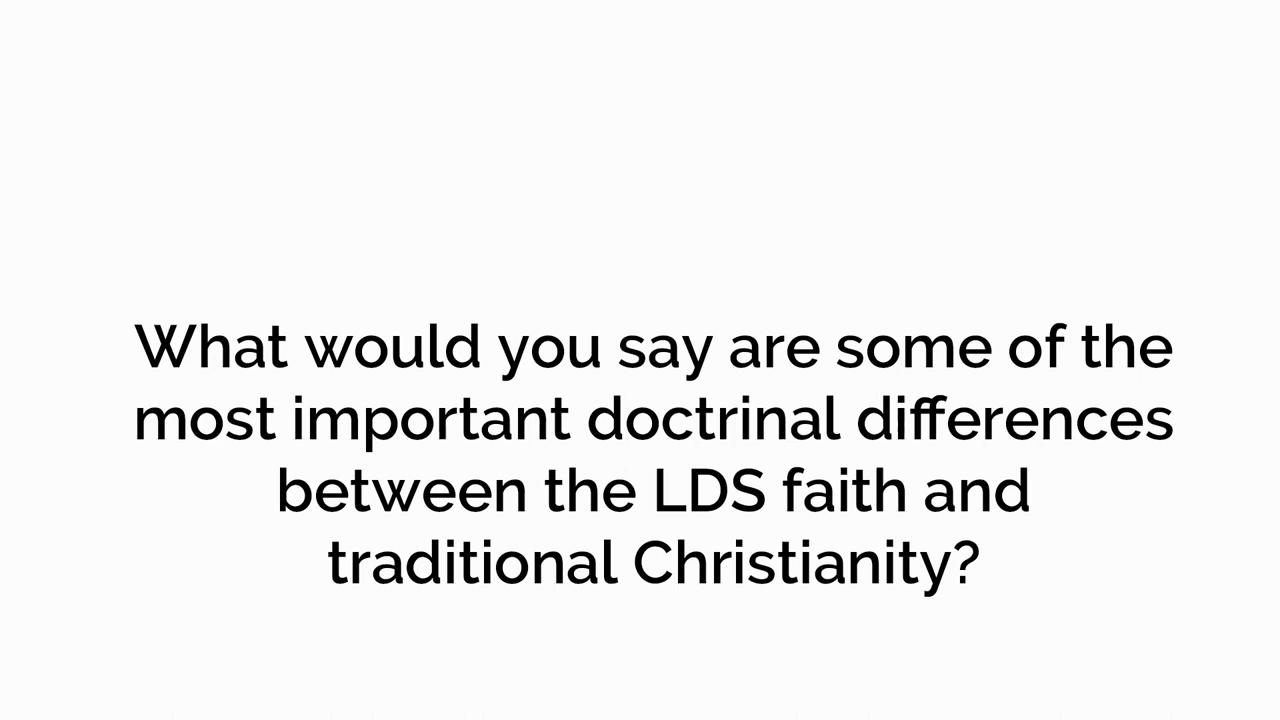 What would you say are some of the
most important doctrinal differences
between the LDS faith and
traditional Christianity?